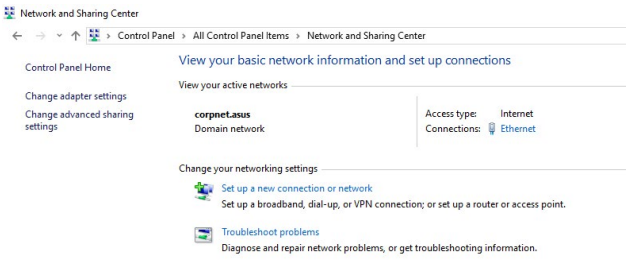 Network and Sharing Center
Control Panel > All Control Panel Items > Network and Sharing Center
Control Panel Home
Change adapter settings
Change advanced sharing
settings
View your basic network information and set up connections
View your active networks
corpnet.asus
Domain network
Access type: Internet
Connections: Ethernet
Change your networking settings
Set up a new connection or network
Set up a broadband, dial-up, or VPN connection; or set up a router or access point.
Troubleshoot problems
Diagnose and repair network problems, or get troubleshooting information.